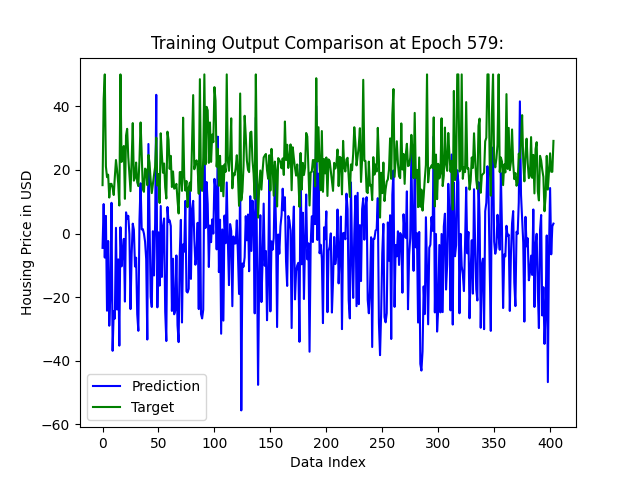 Training Output Comparison at Epoch 579:
Housing Price in USD
40
20
0
−20
−40
−60
Prediction
Target
0 50 100 150 200 250 300 350 400
Data Index